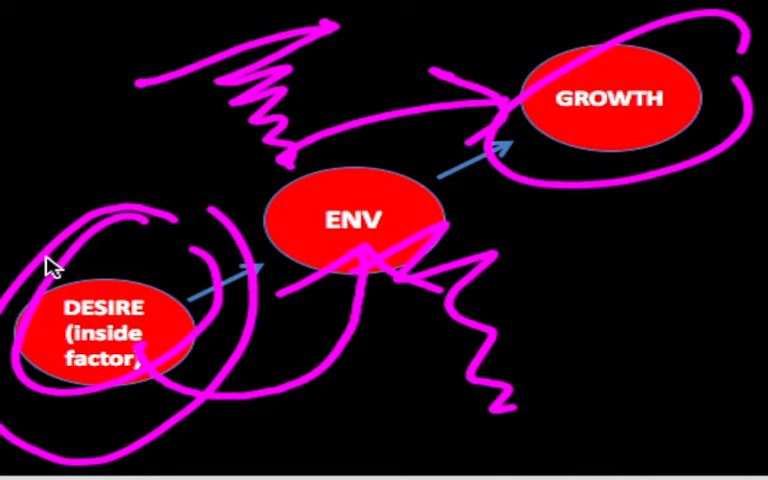 GROWTH
ENV
DESIRE
(inside
factor)